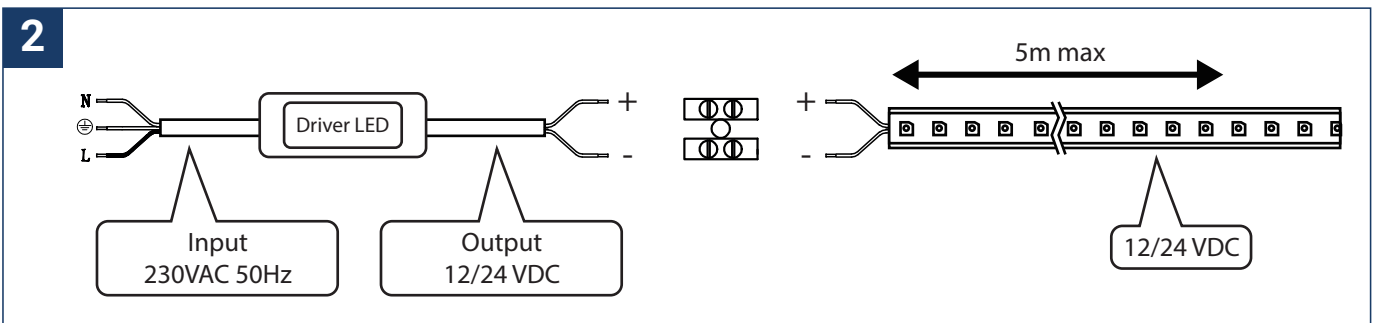 2
5m max
N
L
Driver LED
+
-
+
-
Input
230VAC 50Hz
Output
12/24 VDC
12/24 VDC